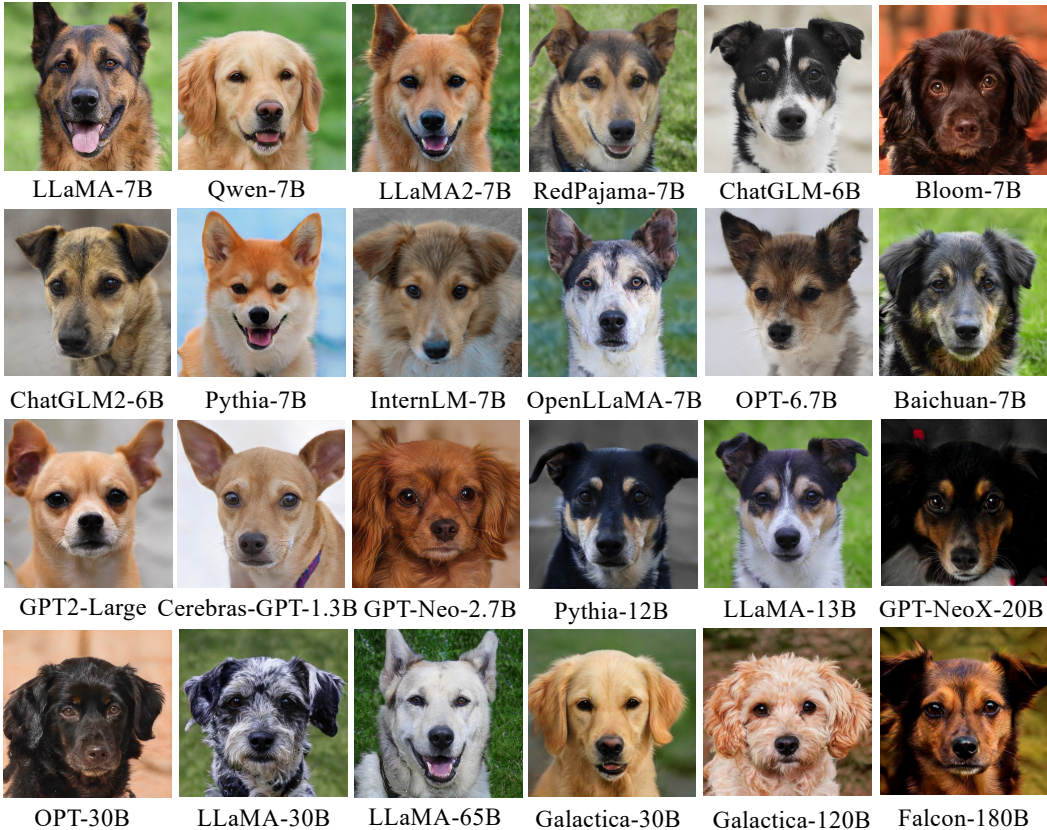 LLaMA-7B Qwen-7B LLaMA2-7B RedPajama-7B ChatGLM-6B Bloom-7B
ChatGLM2-6B Pythia-7B InternLM-7B OpenLLaMA-7B OPT-6.7B Baichuan-7B
GPT2-Large Cerebras-GPT-1.3B GPT-Neo-2.7B Pythia-12B LLaMA-13B GPT-NeoX-20B
OPT-30B LLaMA-30B LLaMA-65B Galactica-30B Galactica-120B Falcon-180B